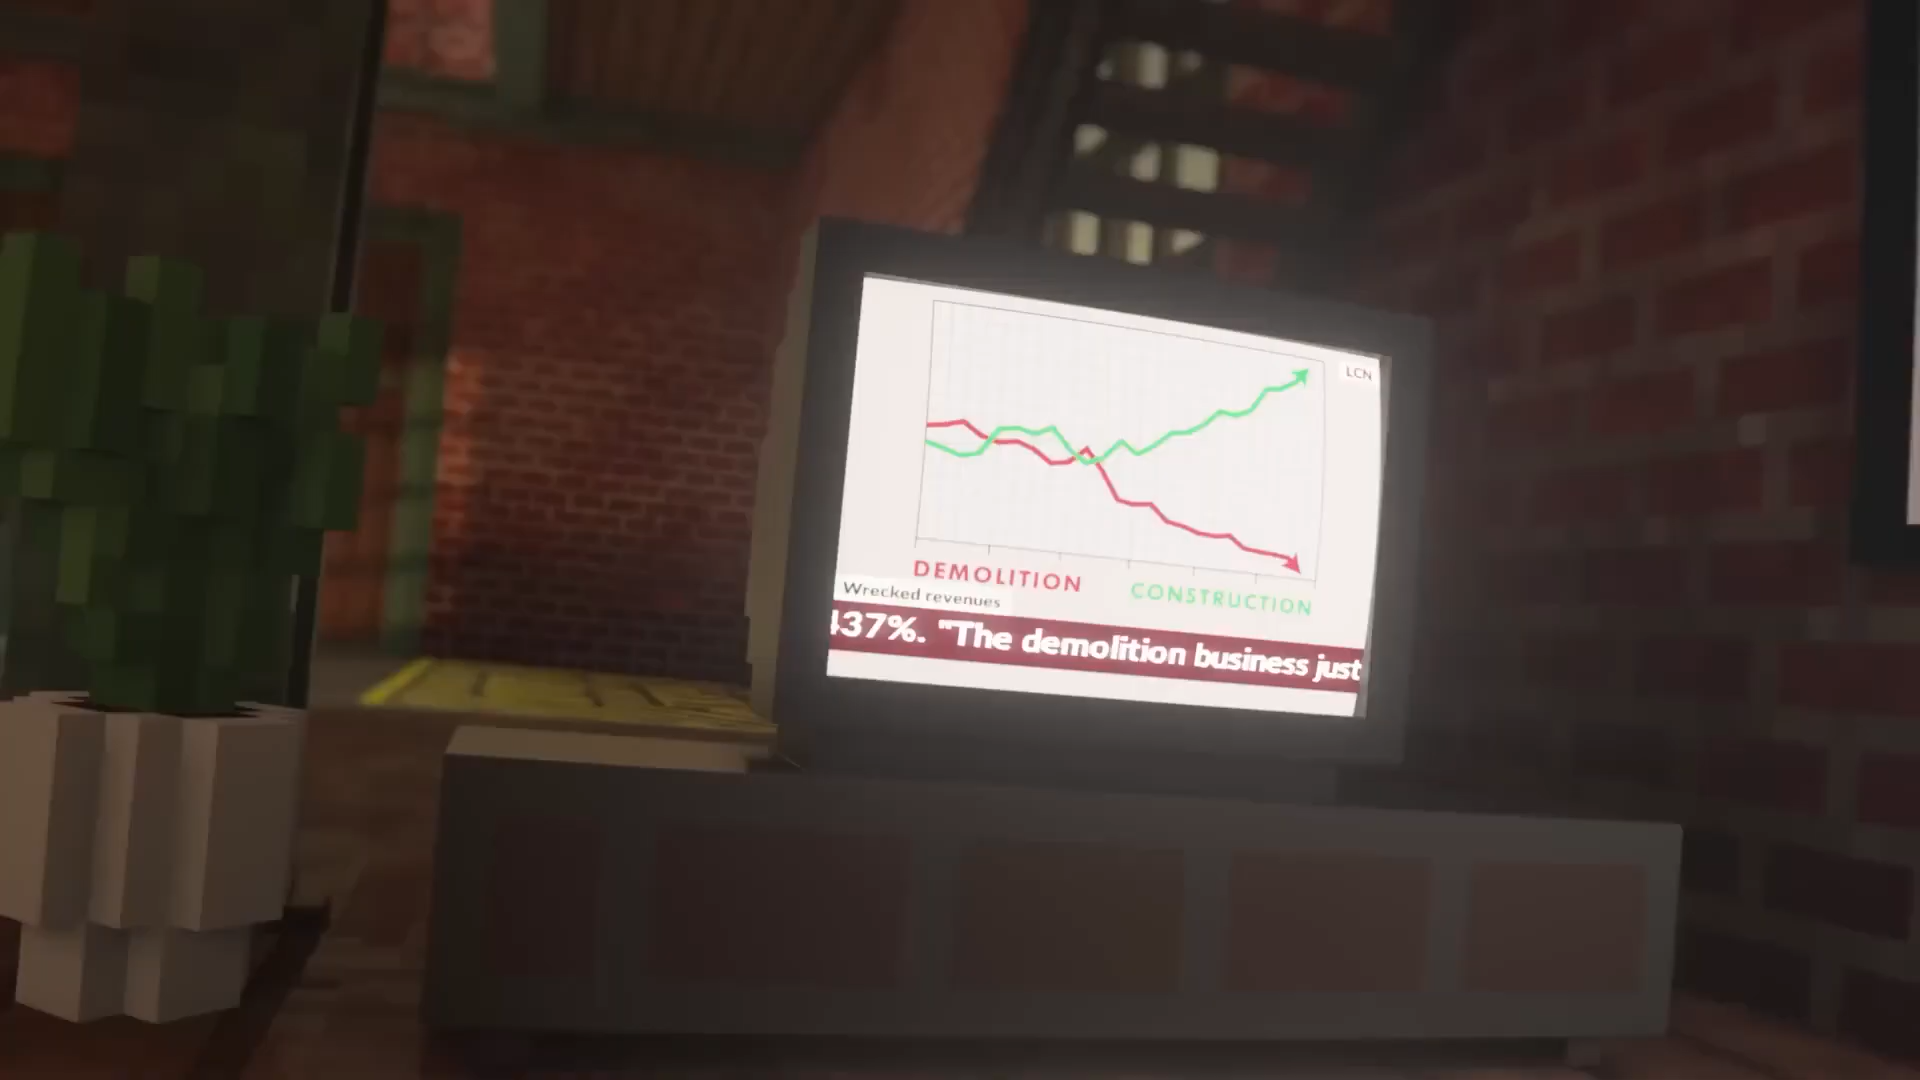 LCN
DEMOLITION
CONSTRUCTION
Wrecked revenues
437%. "The demolition business just